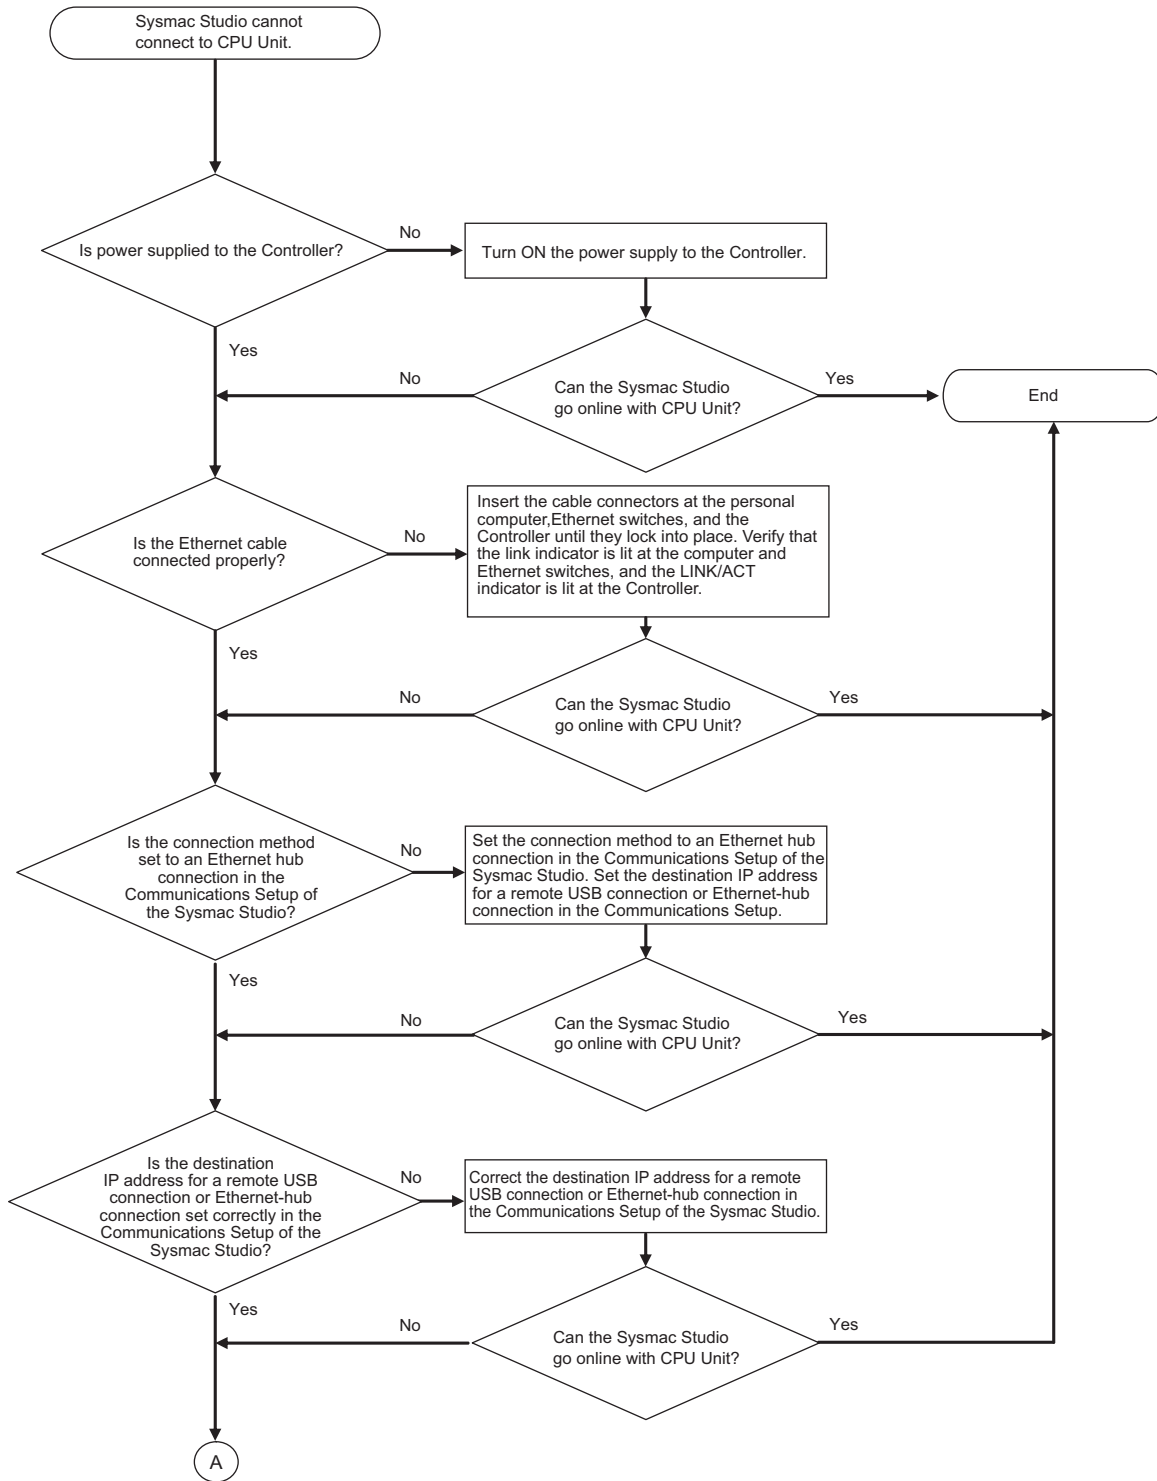 Sysmac Studio cannot
connect to CPU Unit.
Is power supplied to the Controller?
No
Turn ON the power supply to the Controller.
Yes
No
Can the Sysmac Studio
go online with CPU Unit?
Yes
End
Is the Ethernet cable
connected properly?
No
Insert the cable connectors at the personal
computer,Ethernet switches, and the
Controller until they lock into place. Verify that
the link indicator is lit at the computer and
Ethernet switches, and the LINK/ACT
indicator is lit at the Controller.
Yes
No
Can the Sysmac Studio
go online with CPU Unit?
Yes
Is the connection method
set to an Ethernet hub
connection in the
Communications Setup of
the Sysmac Studio?
No
Set the connection method to an Ethernet hub
connection in the Communications Setup of the
Sysmac Studio. Set the destination IP address
for a remote USB connection or Ethernet-hub
connection in the Communications Setup.
Yes
No
Can the Sysmac Studio
go online with CPU Unit?
Yes
Is the destination
IP address for a remote USB
connection or Ethernet-hub
connection set correctly in the
Communications Setup of the
Sysmac Studio?
No
Correct the destination IP address for a remote
USB connection or Ethernet-hub connection in
the Communications Setup of the Sysmac Studio.
Yes
No
Can the Sysmac Studio
go online with CPU Unit?
Yes
A